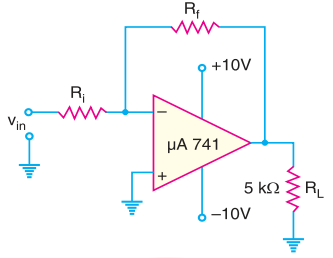 Rf
+10V
Ri
vin
−
μA 741
+
5 kΩ RL
−10V